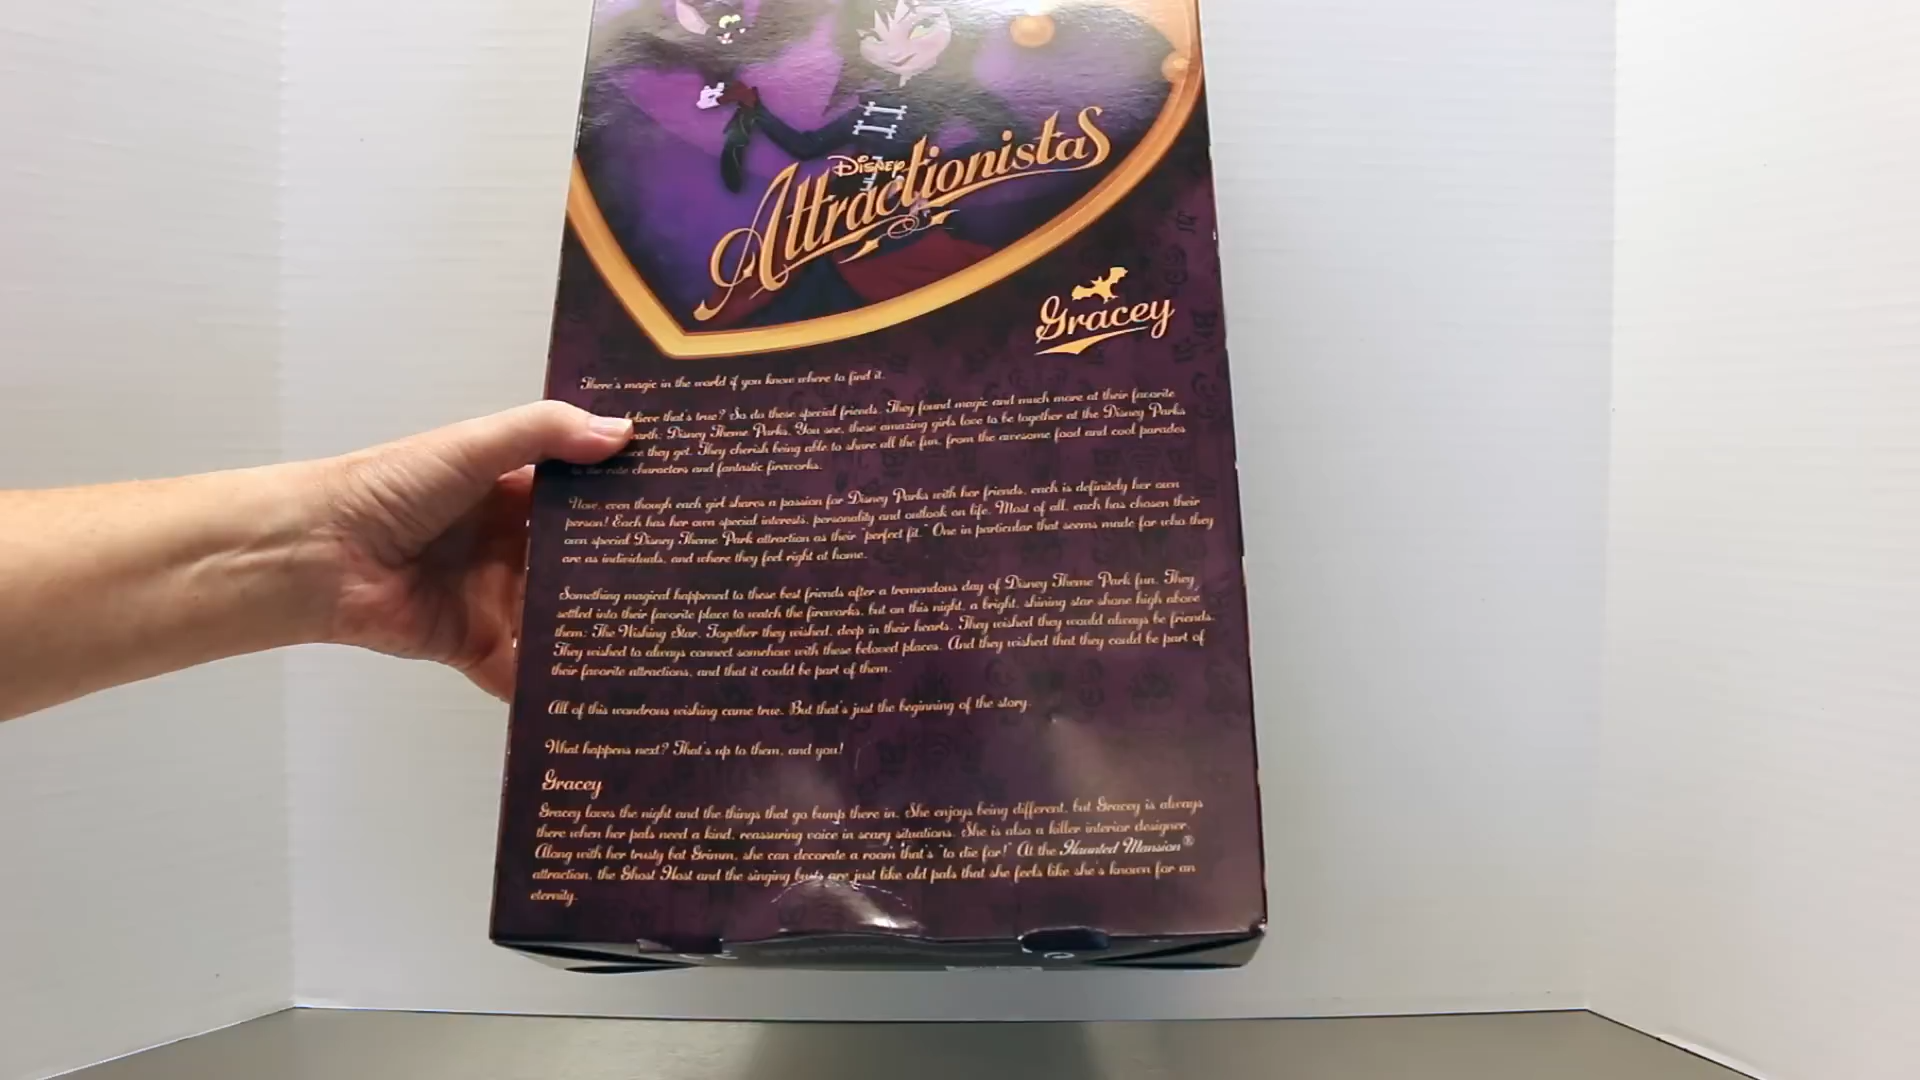 Disney
Attractionistas
Gracey
There's magic in the world if you know where to find it.
that's true? So do these special friends. They found magic and much more at their favorite
Disney Theme Parks. You see, these amazing girls love to be together at the Disney Parks
they get. They cherish being able to share all the fun, from the awesome food and cool parades
characters and fantastic fireworks.
Now, even though each girl shares a passion for Disney Parks with her friends, each is definitely her own
person! Each has her own special interests, personality and outlook on life. Most of all, each has chosen their
own special Disney Theme Park attraction as their "perfect fit." One in particular that seems made for who they
are as individuals, and where they feel right at home.
Something magical happened to these best friends after a tremendous day of Disney Theme Park fun. They
settled into their favorite place to watch the fireworks, but on this night, a bright, shining star shone high above
them: The Wishing Star. Together they wished, deep in their hearts. They wished they would always be friends.
They wished to always connect somehow with these beloved places. And they wished that they could be part of
their favorite attractions, and that it could be part of them.
All of this wondrous wishing came true. But that's just the beginning of the story.
What happens next? That's up to them, and you!
Gracey
Gracey loves the night and the things that go bump there in. She enjoys being different, but Gracey is always
there when her pals need a kind, reassuring voice in scary situations. She is also a killer interior designer.
Along with her trusty bat Grimm, she can decorate a room that's "to die for!" At the Haunted Mansion®
attraction, the Ghost Host and the singing busts are just like old pals that she feels like she's known for an
eternity.